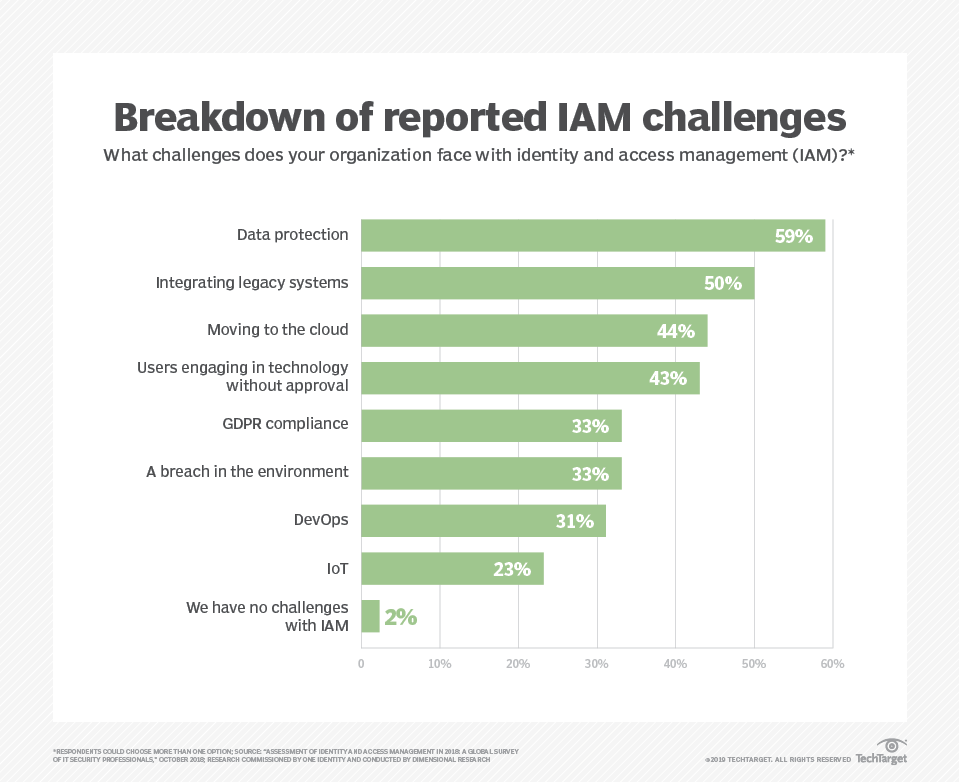 Breakdown of reported IAM challenges
What challenges does your organization face with identity and access management (IAM)?*
Data protection
59%
Integrating legacy systems
50%
Moving to the cloud
44%
Users engaging in technology
without approval
43%
GDPR compliance
33%
A breach in the environment
33%
DevOps
31%
IoT
23%
We have no challenges
with IAM
2%
0 10% 20% 30% 40% 50% 60%
*RESPONDENTS COULD CHOOSE MORE THAN ONE OPTION; SOURCE: "ASSESSMENT OF IDENTITY AND ACCESS MANAGEMENT IN 2018: A GLOBAL SURVEY
OF IT SECURITY PROFESSIONALS," OCTOBER 2018; RESEARCH COMMISSIONED BY ONE IDENTITY AND CONDUCTED BY DIMENSIONAL RESEARCH
©2019 TECHTARGET. ALL RIGHTS RESERVED
TechTarget